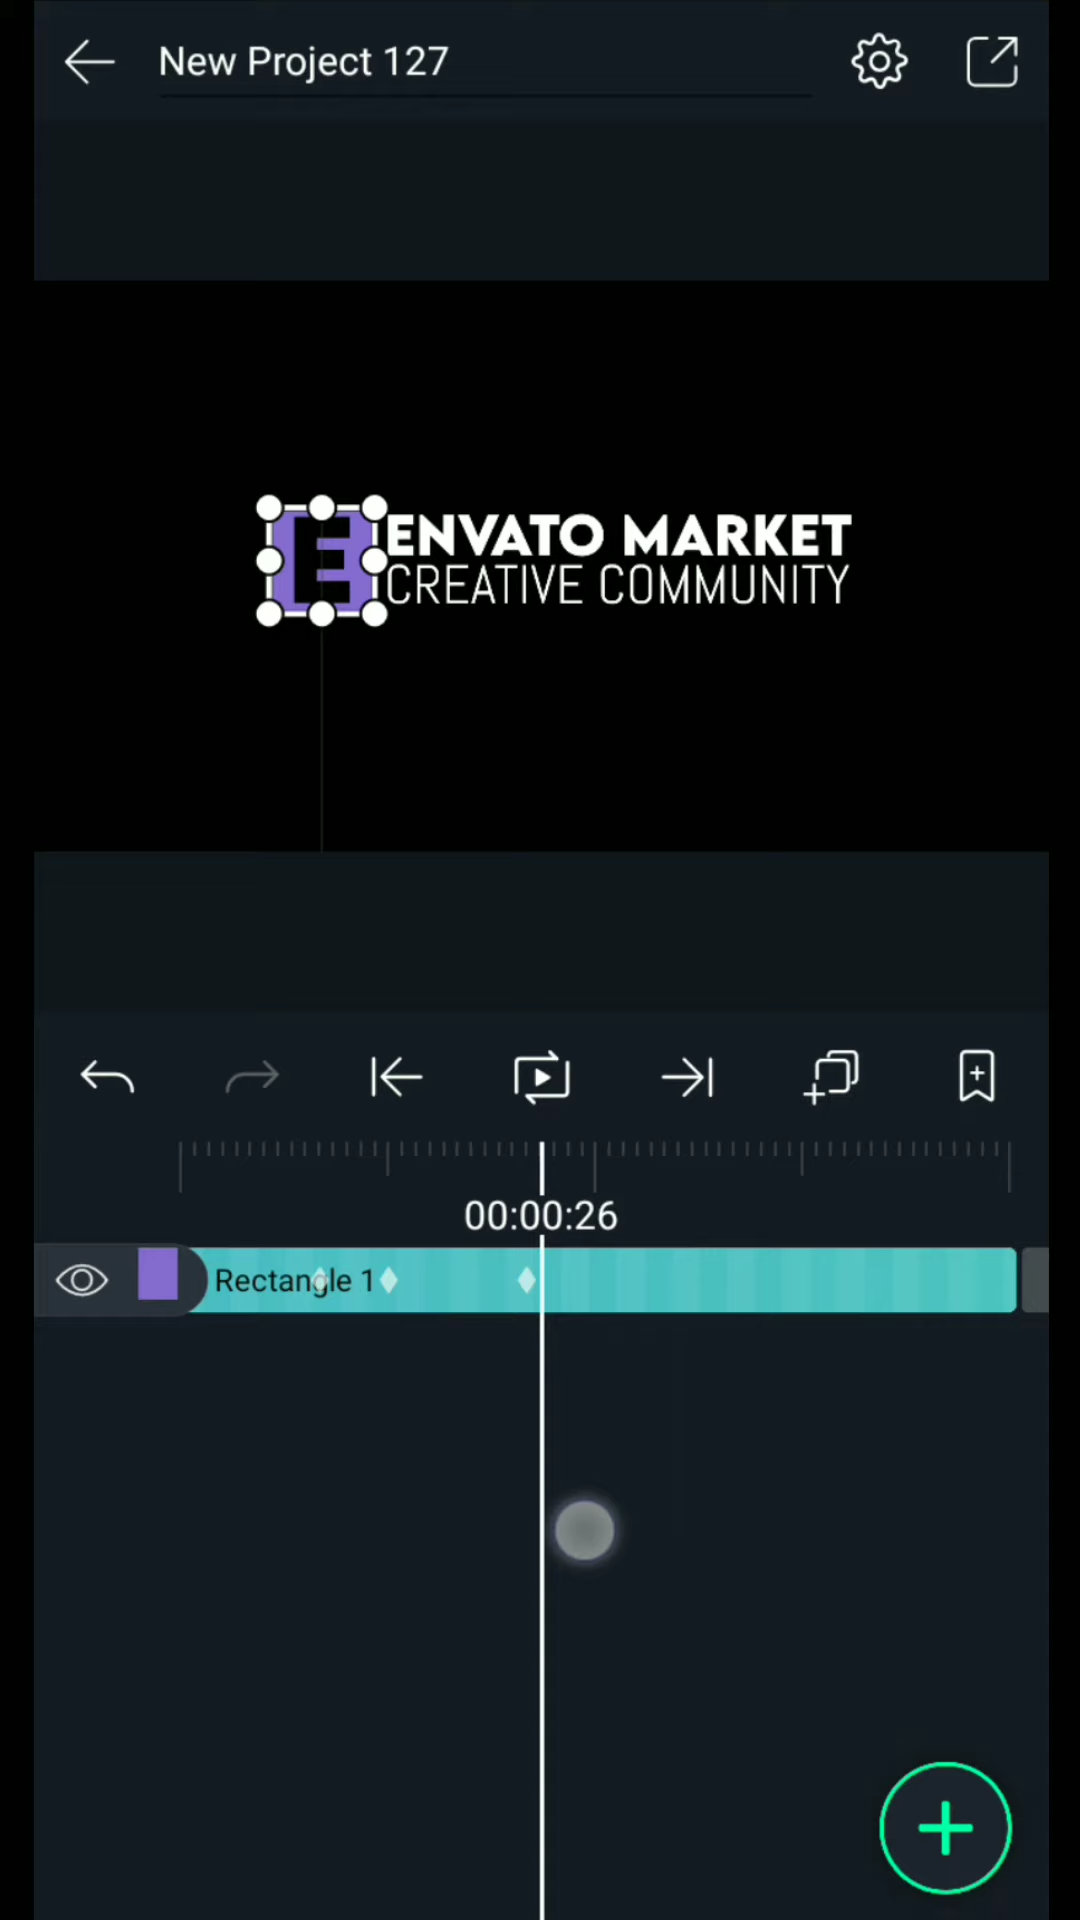 New Project 127
E
ENVATO MARKET
CREATIVE COMMUNITY
00:00:26
Rectangle 1